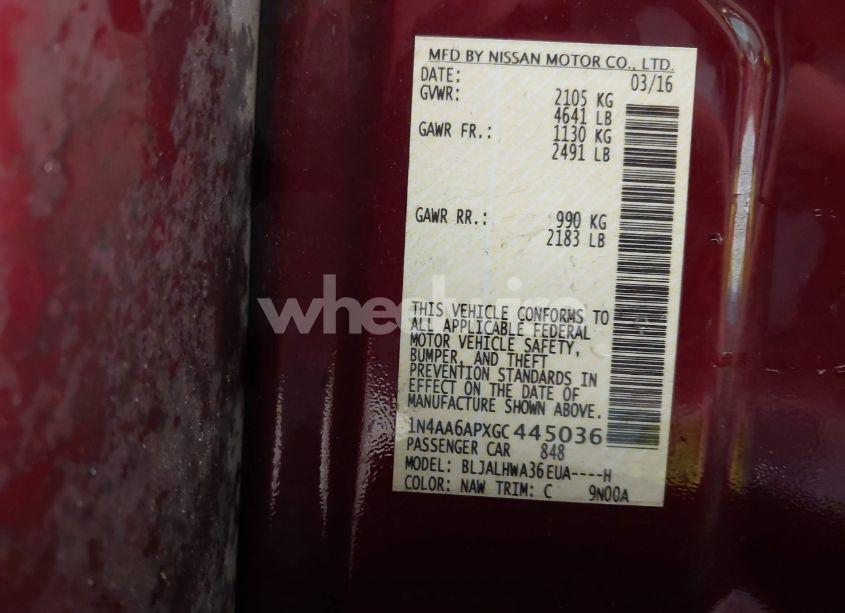 MFD BY NISSAN MOTOR CO., LTD.
DATE: 03/16
GVWR: 2105 KG
4641 LB
GAWR FR.: 1130 KG
2491 LB
GAWR RR.: 990 KG
2183 LB
THIS VEHICLE CONFORMS TO
ALL APPLICABLE FEDERAL
MOTOR VEHICLE SAFETY,
BUMPER, AND THEFT
PREVENTION STANDARDS IN
EFFECT ON THE DATE OF
MANUFACTURE SHOWN ABOVE.
1N4AA6APXGC445036
PASSENGER CAR 848
MODEL: BLJALHWA36EUA----H
COLOR: NAW TRIM: C 9N00A